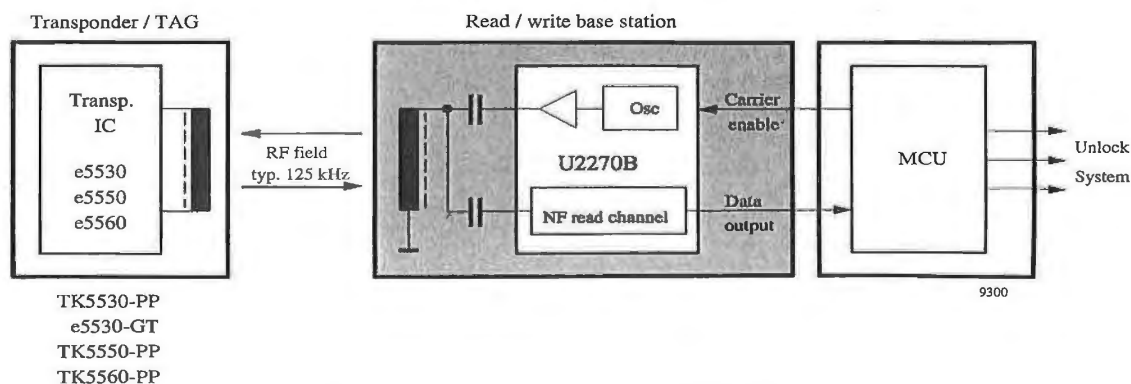 Transponder / TAG
Transp.
IC
e5530
e5550
e5560
TK5530-PP
e5530-GT
TK5550-PP
TK5560-PP
RF field
typ. 125 kHz
Read / write base station
Osc
U2270B
NF read channel
Carrier
enable
Data
output
MCU
Unlock
System
9300